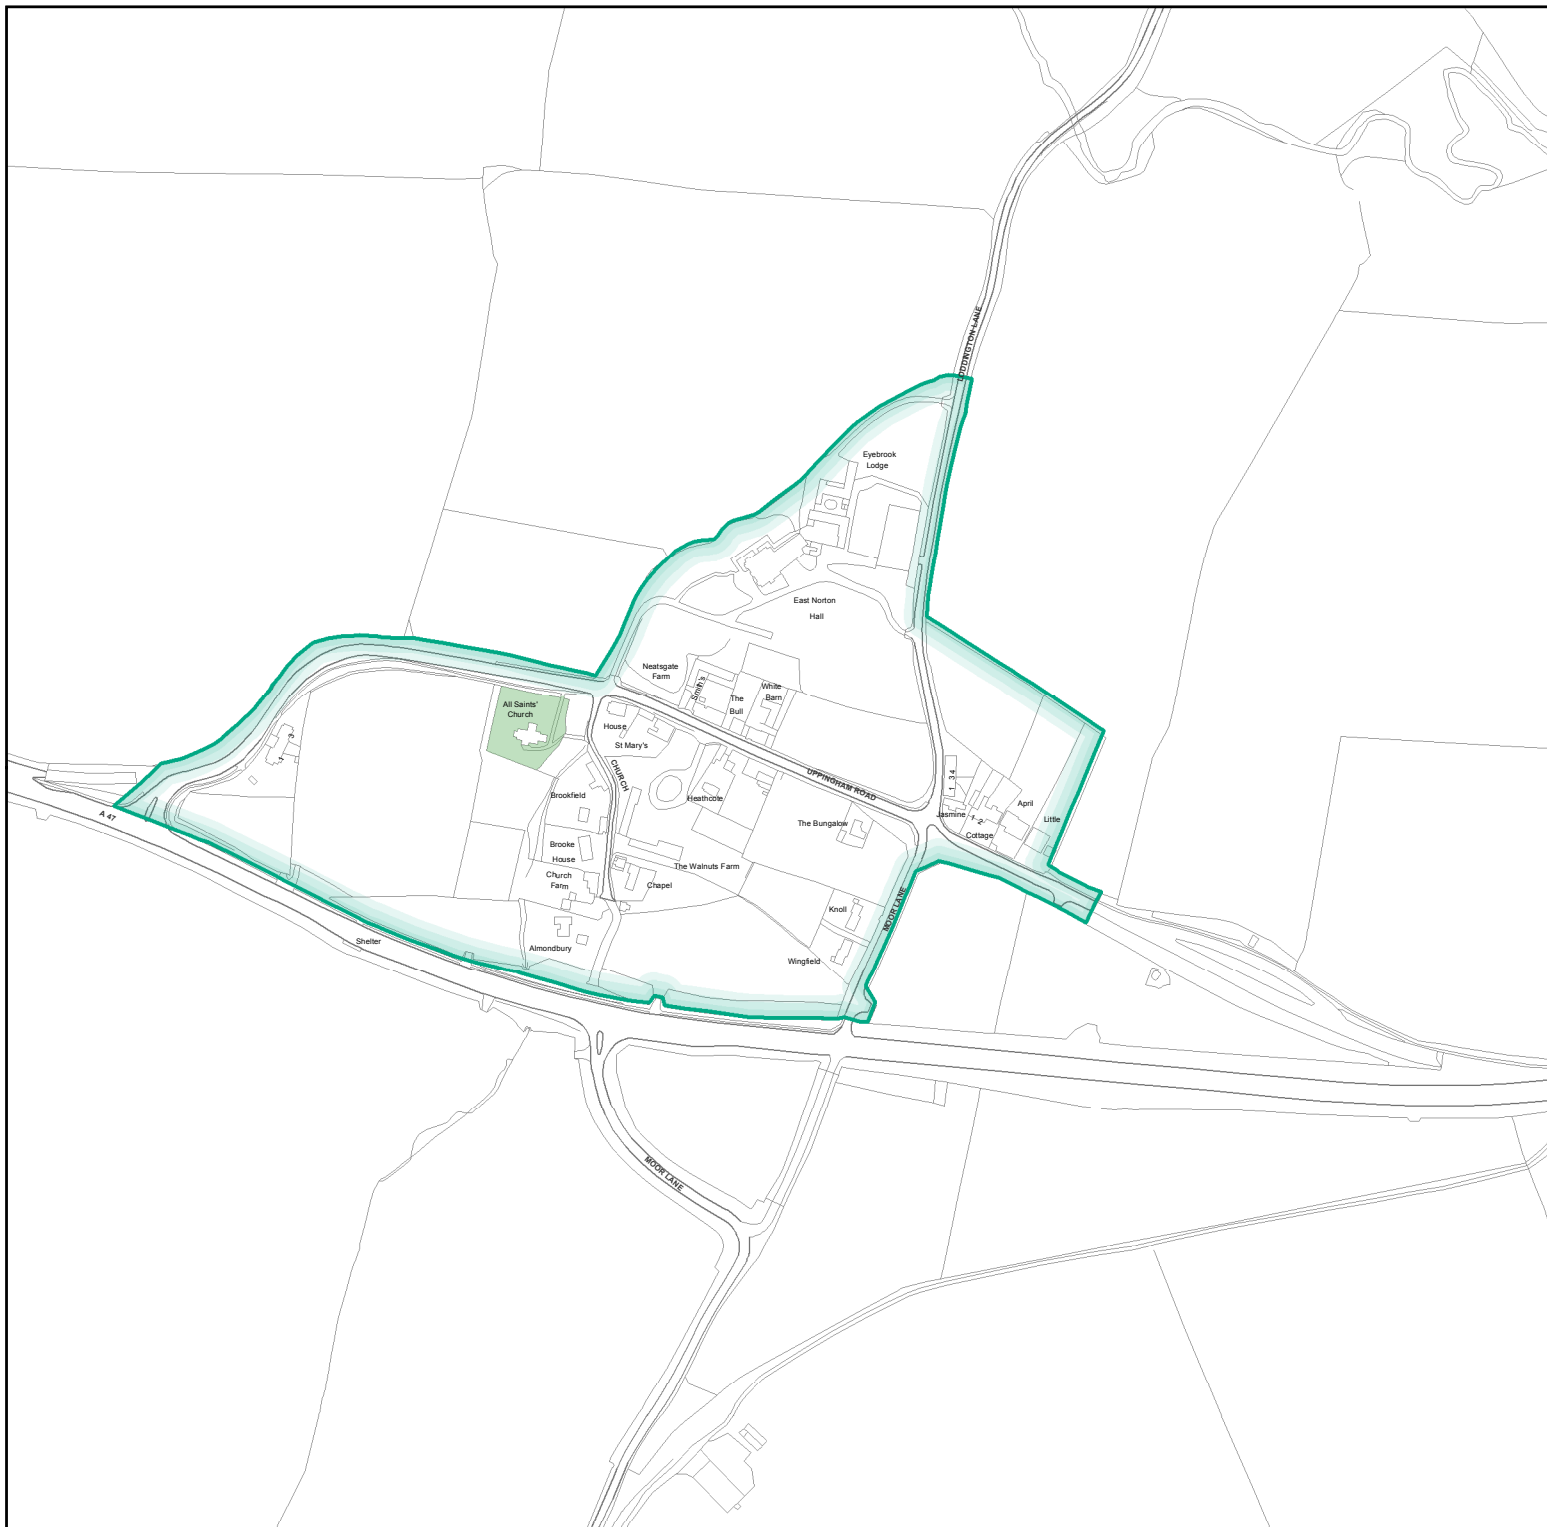 LODDINGTON LANE
Eyebrook
Lodge
East Norton
Hall
Neatsgate
Farm
Smith's
The
Bull
White
Barn
All Saints'
Church
House
St Mary's
1
3
CHURCH
UPPINGHAM ROAD
1 3 4
A 47
Brookfield
Heathcote
The Bungalow
Jasmine
1 2
Cottage
April
Little
Brooke
House
The Walnuts Farm
Church
Farm
Chapel
Knoll
MOOR LANE
Shelter
Almondbury
Wingfield
MOOR LANE